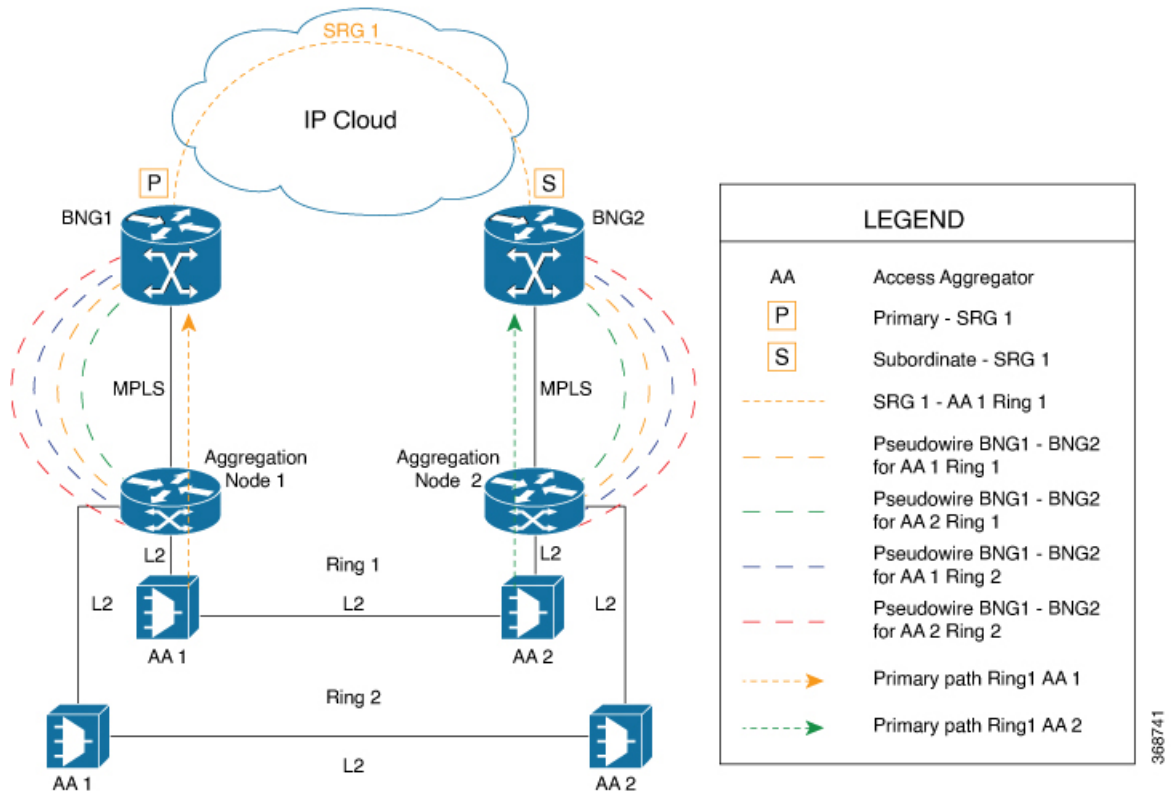 SRG 1
IP Cloud
P
S
BNG1
BNG2
MPLS
MPLS
Aggregation
Node 1
Aggregation
Node 2
L2
L2
Ring 1
L2
L2
L2
AA 1
AA 2
Ring 2
L2
AA 1
AA 2
LEGEND
AA Access Aggregator
P Primary - SRG 1
S Subordinate - SRG 1
SRG 1 - AA 1 Ring 1
Pseudowire BNG1 - BNG2
for AA 1 Ring 1
Pseudowire BNG1 - BNG2
for AA 2 Ring 1
Pseudowire BNG1 - BNG2
for AA 1 Ring 2
Pseudowire BNG1 - BNG2
for AA 2 Ring 2
Primary path Ring1 AA 1
Primary path Ring1 AA 2
368741